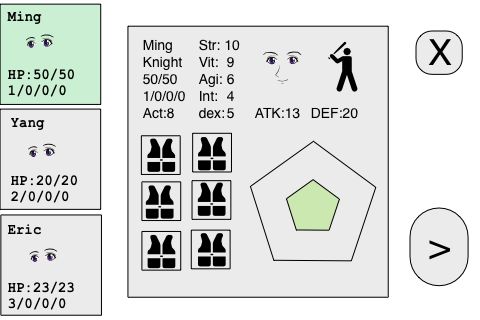 Ming
HP:50/50
1/0/0/0
Yang
HP:20/20
2/0/0/0
Eric
HP:23/23
3/0/0/0
Ming Str: 10
Knight Vit: 9
50/50 Agi: 6
1/0/0/0 Int: 4
Act:8 dex:5 ATK:13 DEF:20
X
>